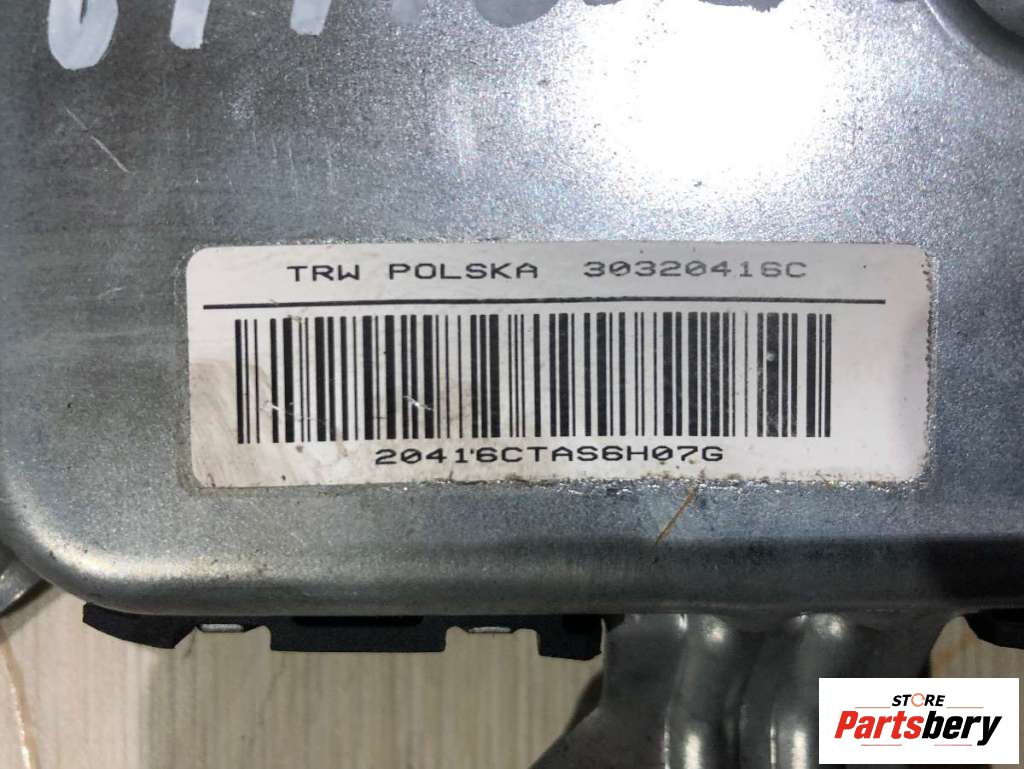 TRW POLSKA 30320416C
20416CTAS6H07G
STORE
Partsbery